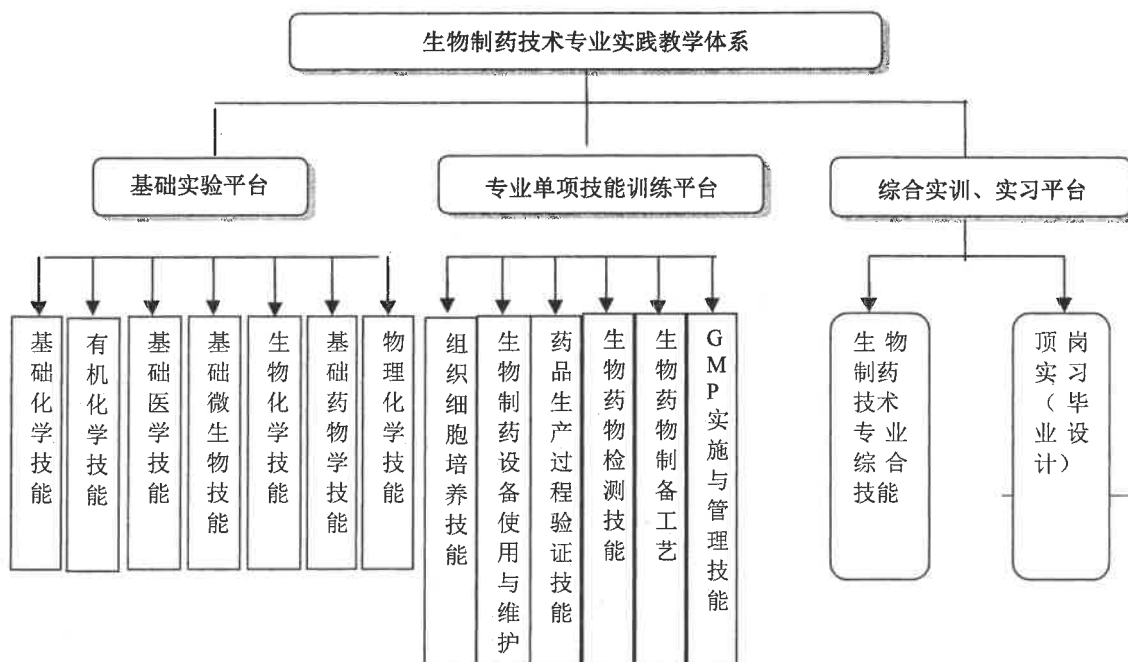 生物制药技术专业实践教学体系
基础实验平台
专业单项技能训练平台
综合实训、实习平台
基础化学技能
有机化学技能
基础医学技能
基础微生物技能
生物化学技能
基础药物学技能
物理化学技能
组织细胞培养技能
生物制药设备使用与维护
药品生产过程验证技能
生物药物检测技能
生物药物制备工艺
GMP实施与管理技能
生物
制药
技术
专业
综合
技能
顶岗
实习
（毕
业设
计）